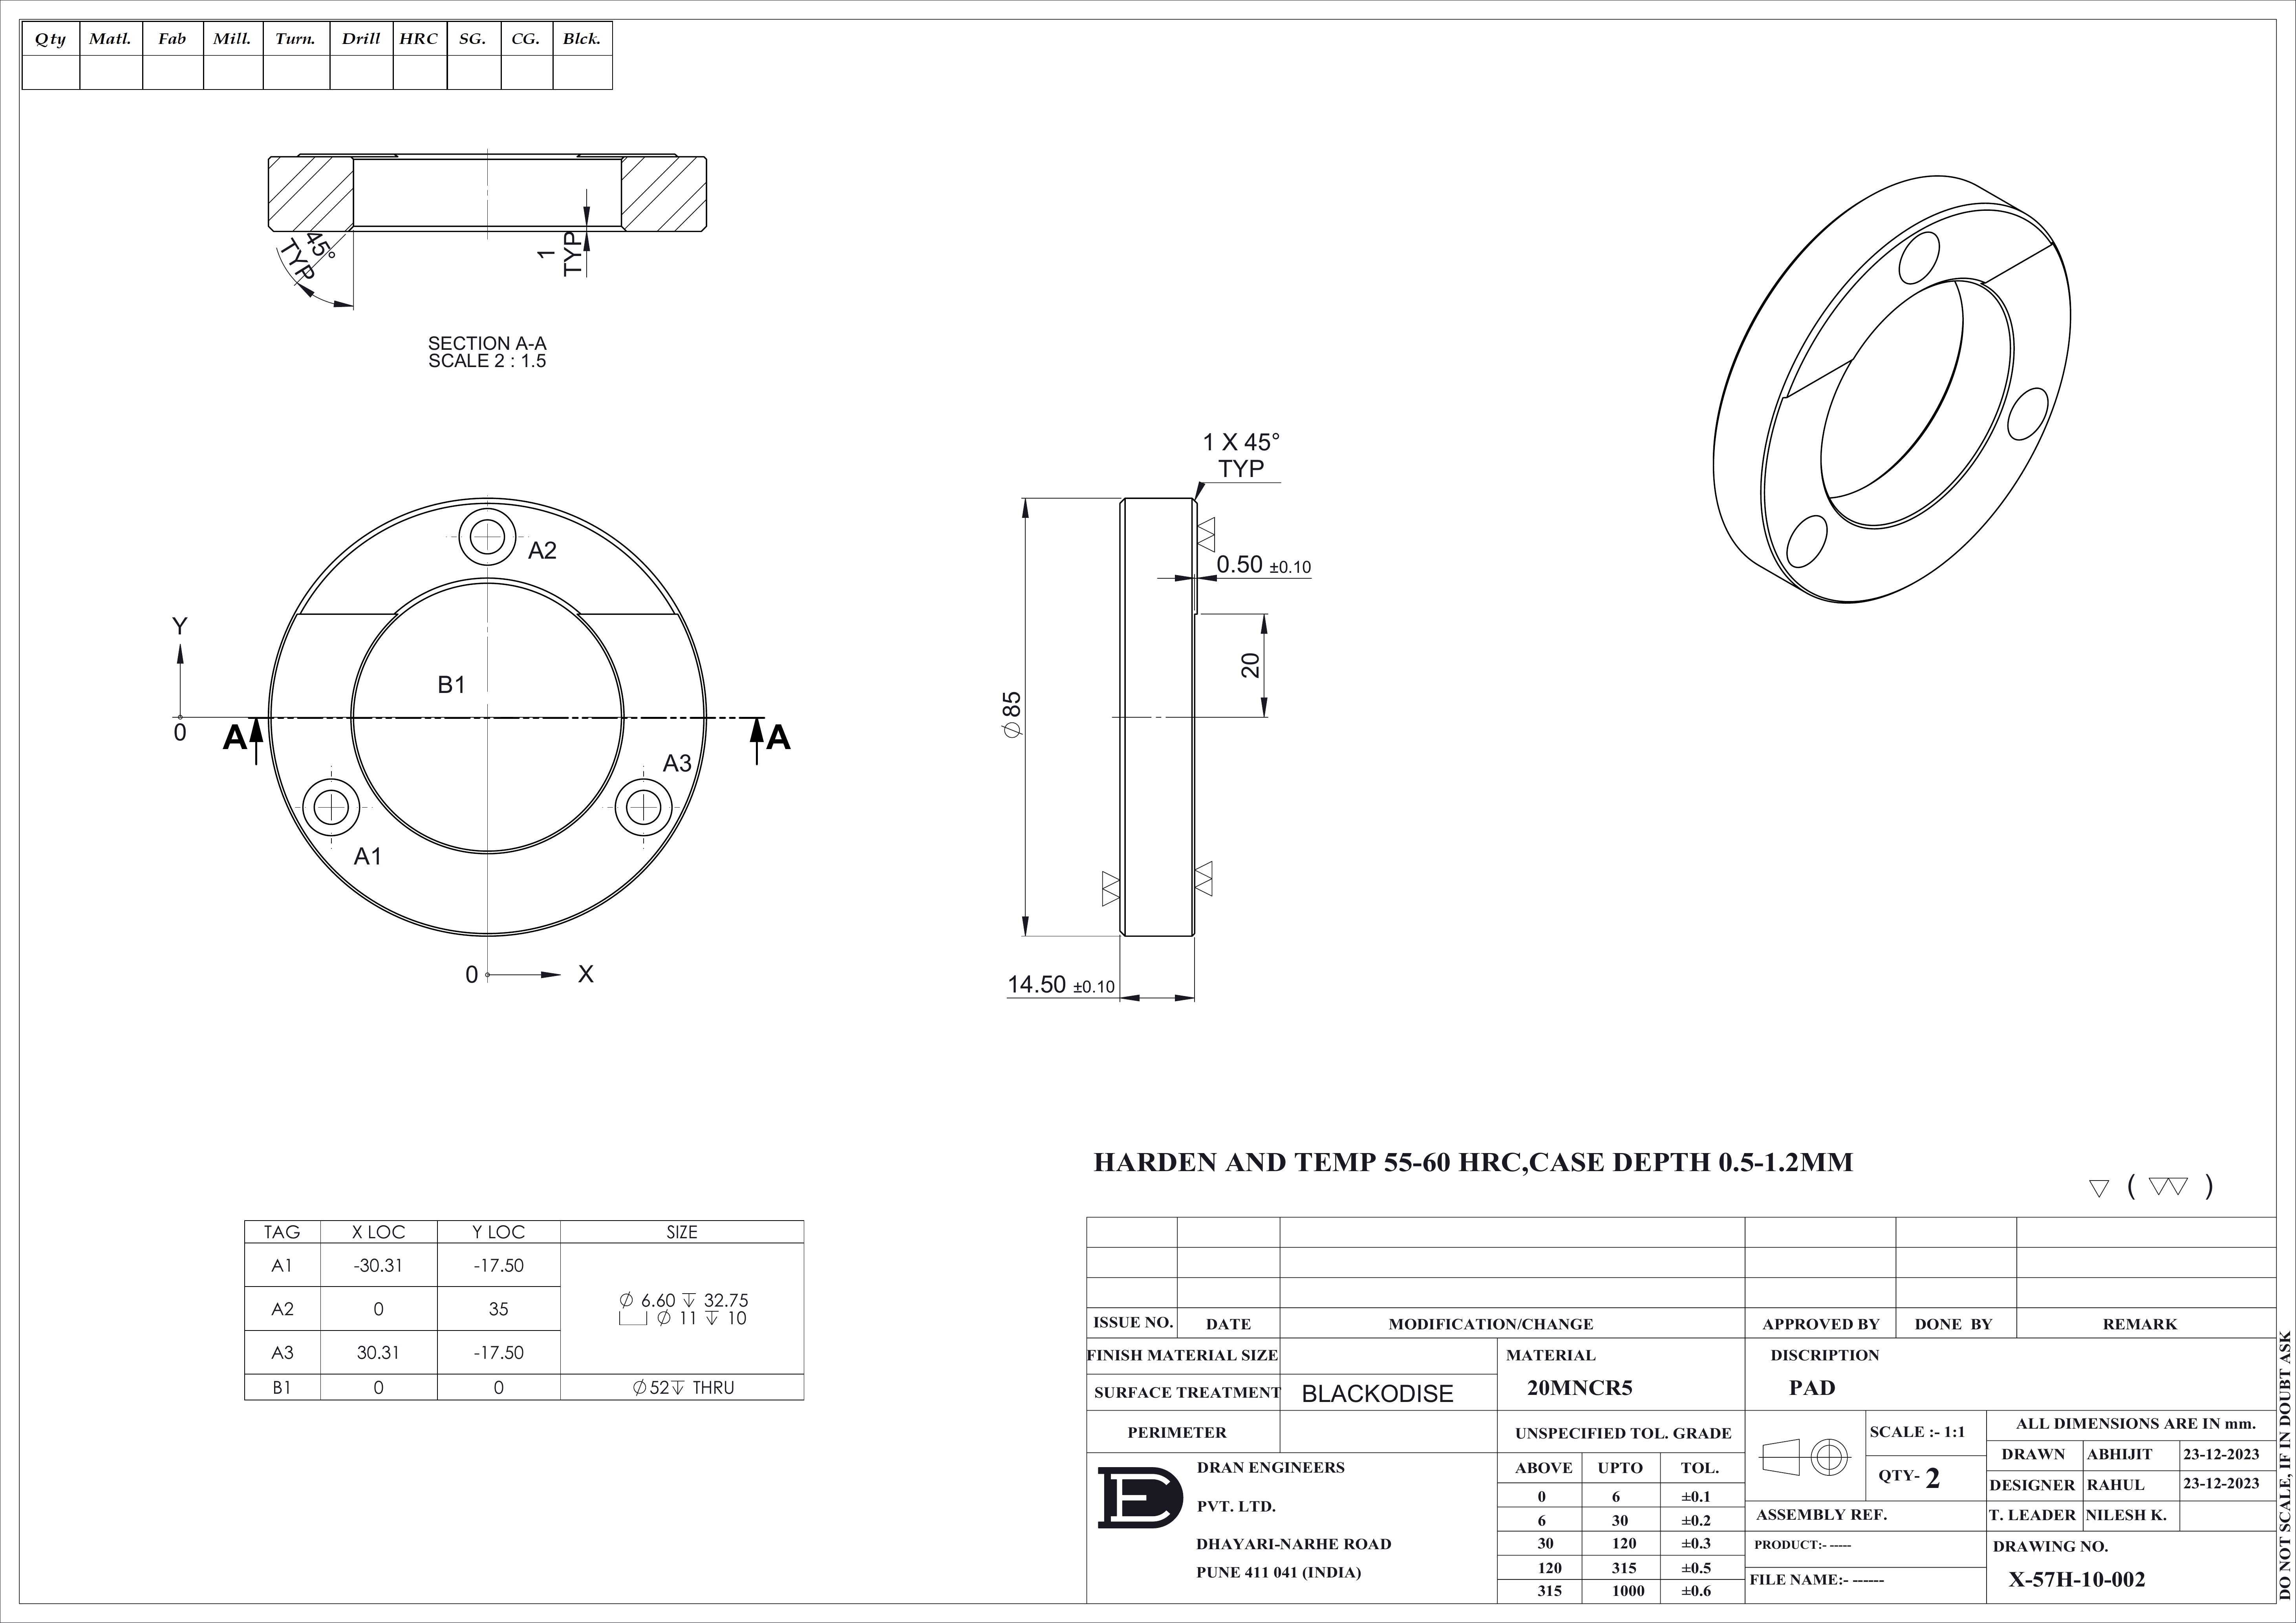 Qty Matl. Fab Mill. Turn. Drill HRC SG. CG. Blck.
45°
TYP
1
TYP
SECTION A-A
SCALE 2 : 1.5
1 X 45°
TYP
A2
0.50 ±0.10
Y
20
B1
Ø85
0
A A
A3
A1
0 X
14.50 ±0.10
HARDEN AND TEMP 55-60 HRC,CASE DEPTH 0.5-1.2MM
▽ ( ▽▽ )
TAG X LOC Y LOC SIZE
A1 -30.31 -17.50
A2 0 35
Ø 6.60 ↧ 32.75
⌴ Ø 11 ↧ 10
A3 30.31 -17.50
B1 0 0 Ø52↧ THRU
ISSUE NO. DATE MODIFICATION/CHANGE APPROVED BY DONE BY REMARK
FINISH MATERIAL SIZE
MATERIAL
20MNCR5
DISCRIPTION
PAD
SURFACE TREATMENT BLACKODISE
PERIMETER
UNSPECIFIED TOL. GRADE
ABOVE UPTO TOL.
0 6 ±0.1
6 30 ±0.2
30 120 ±0.3
120 315 ±0.5
315 1000 ±0.6
DRAN ENGINEERS
PVT. LTD.
DHAYARI-NARHE ROAD
PUNE 411 041 (INDIA)
SCALE :- 1:1
QTY- 2
ALL DIMENSIONS ARE IN mm.
DRAWN ABHIJIT 23-12-2023
DESIGNER RAHUL 23-12-2023
T. LEADER NILESH K.
ASSEMBLY REF.
PRODUCT:- -----
FILE NAME:- ------
DRAWING NO.
X-57H-10-002
DO NOT SCALE, IF IN DOUBT ASK